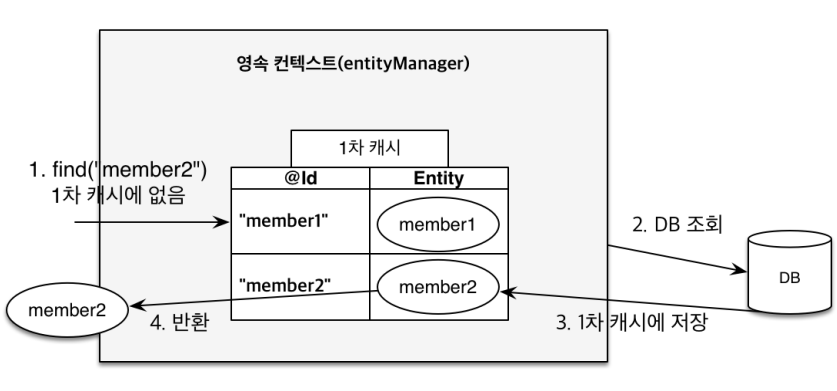 영속 컨텍스트(entityManager)
1차 캐시
1. find("member2")
1차 캐시에 없음
@Id
Entity
"member1"
member1
2. DB 조회
DB
"member2"
member2
member2
4. 반환
3. 1차 캐시에 저장